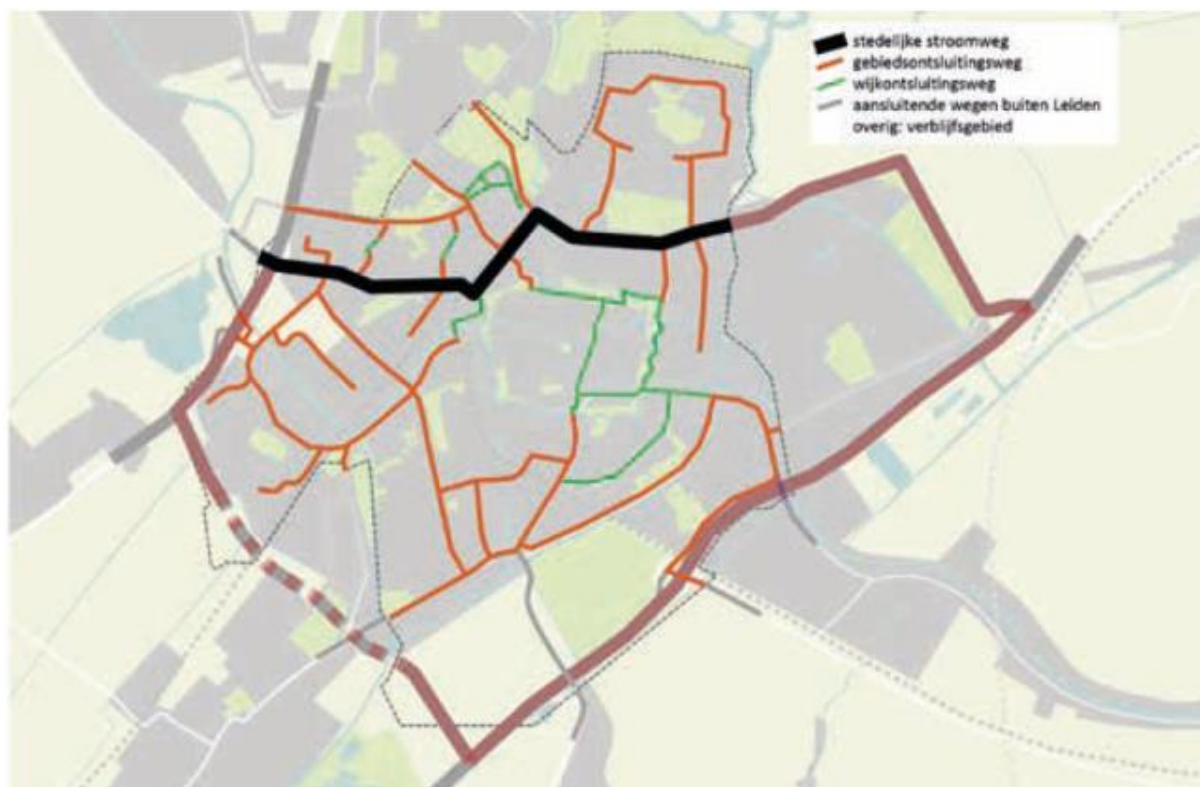 stedelijke stroomweg
gebiedsontsluitingsweg
wijkontsluitingsweg
aansluitende wegen buiten Leiden
overig: verblijfsgebied